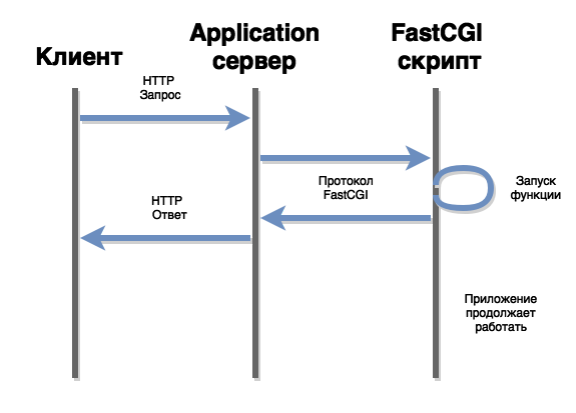 Клиент
Application
сервер
FastCGI
скрипт
HTTP
Запрос
Протокол
FastCGI
Запуск
функции
HTTP
Ответ
Приложение
продолжает
работать